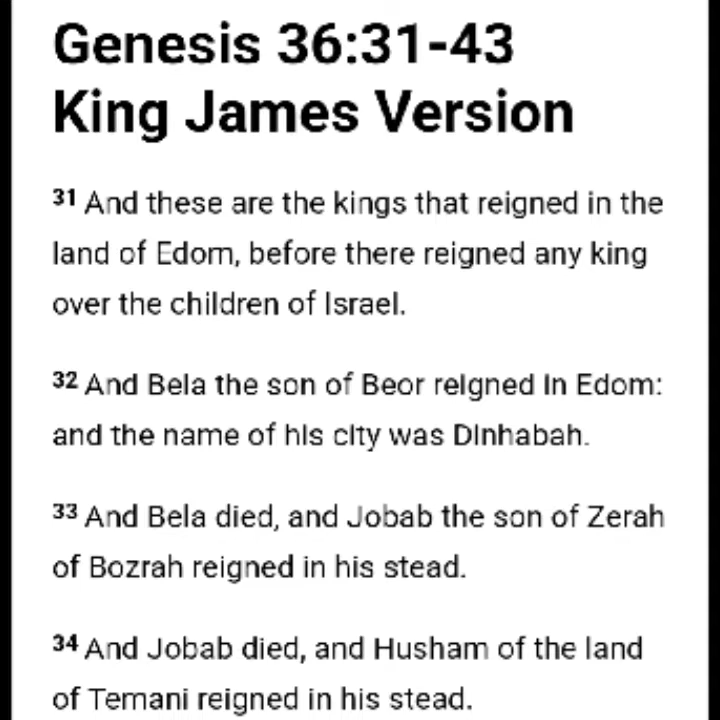 Genesis 36:31-43
King James Version
31 And these are the kings that reigned in the
land of Edom, before there reigned any king
over the children of Israel.
32 And Bela the son of Beor reigned in Edom:
and the name of his city was Dinhabah.
33 And Bela died, and Jobab the son of Zerah
of Bozrah reigned in his stead.
34 And Jobab died, and Husham of the land
of Temani reigned in his stead.